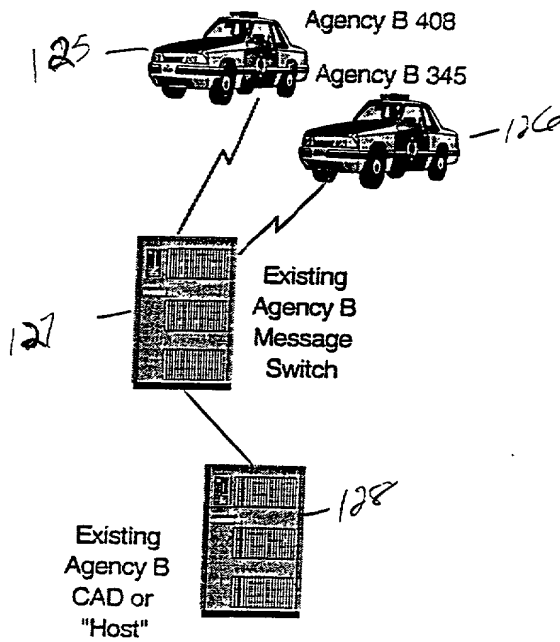 Agency B 408
125
Agency B 345
126
Existing
Agency B
Message
Switch
127
128
Existing
Agency B
CAD or
"Host"